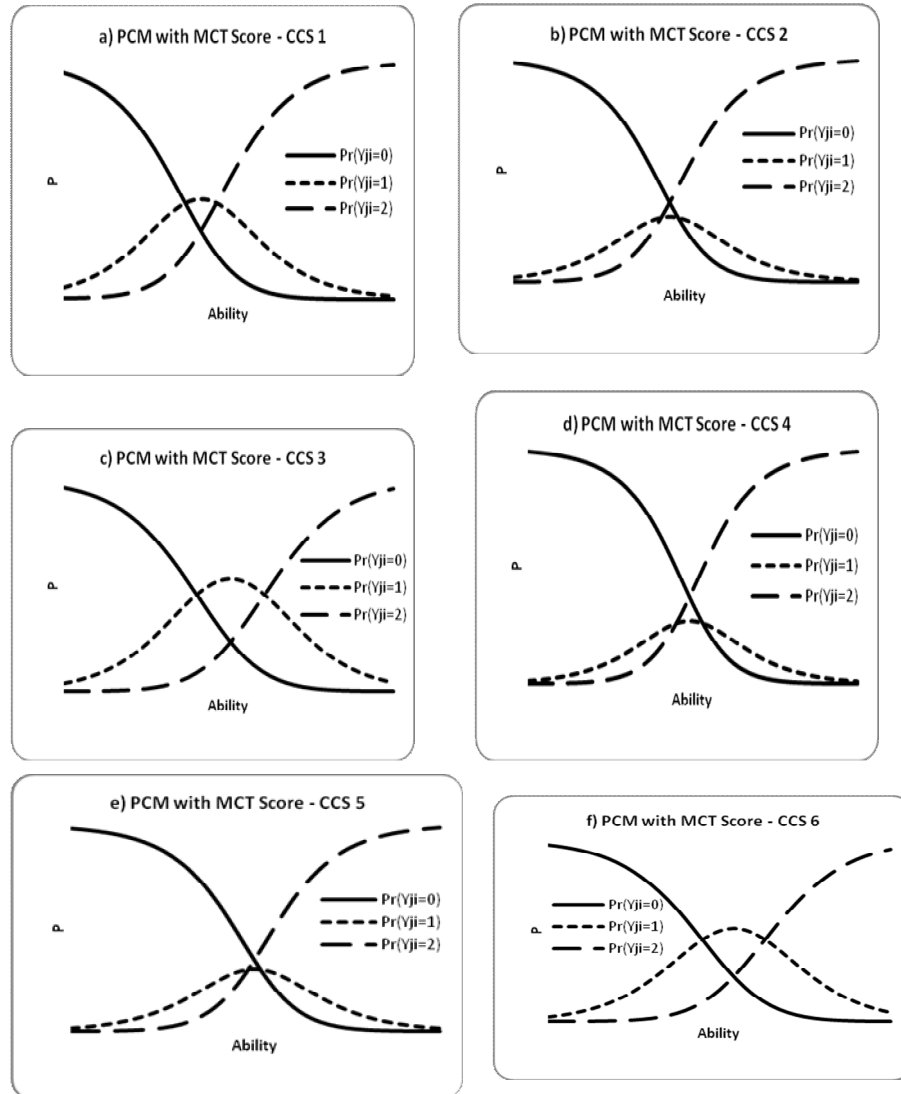 a) PCM with MCT Score - CCS 1
Pr(Yji=0)
Pr(Yji=1)
Pr(Yji=2)
P
Ability
b) PCM with MCT Score - CCS 2
Pr(Yji=0)
Pr(Yji=1)
Pr(Yji=2)
P
Ability
c) PCM with MCT Score - CCS 3
Pr(Yji=0)
Pr(Yji=1)
Pr(Yji=2)
P
Ability
d) PCM with MCT Score - CCS 4
Pr(Yji=0)
Pr(Yji=1)
Pr(Yji=2)
P
Ability
e) PCM with MCT Score - CCS 5
Pr(Yji=0)
Pr(Yji=1)
Pr(Yji=2)
P
Ability
f) PCM with MCT Score - CCS 6
Pr(Yji=0)
Pr(Yji=1)
Pr(Yji=2)
P
Ability